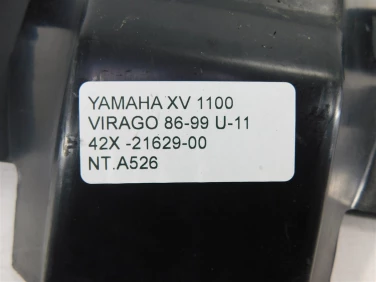 YAMAHA XV 1100
VIRAGO 86-99 U-11
42X -21629-00
NT.A526